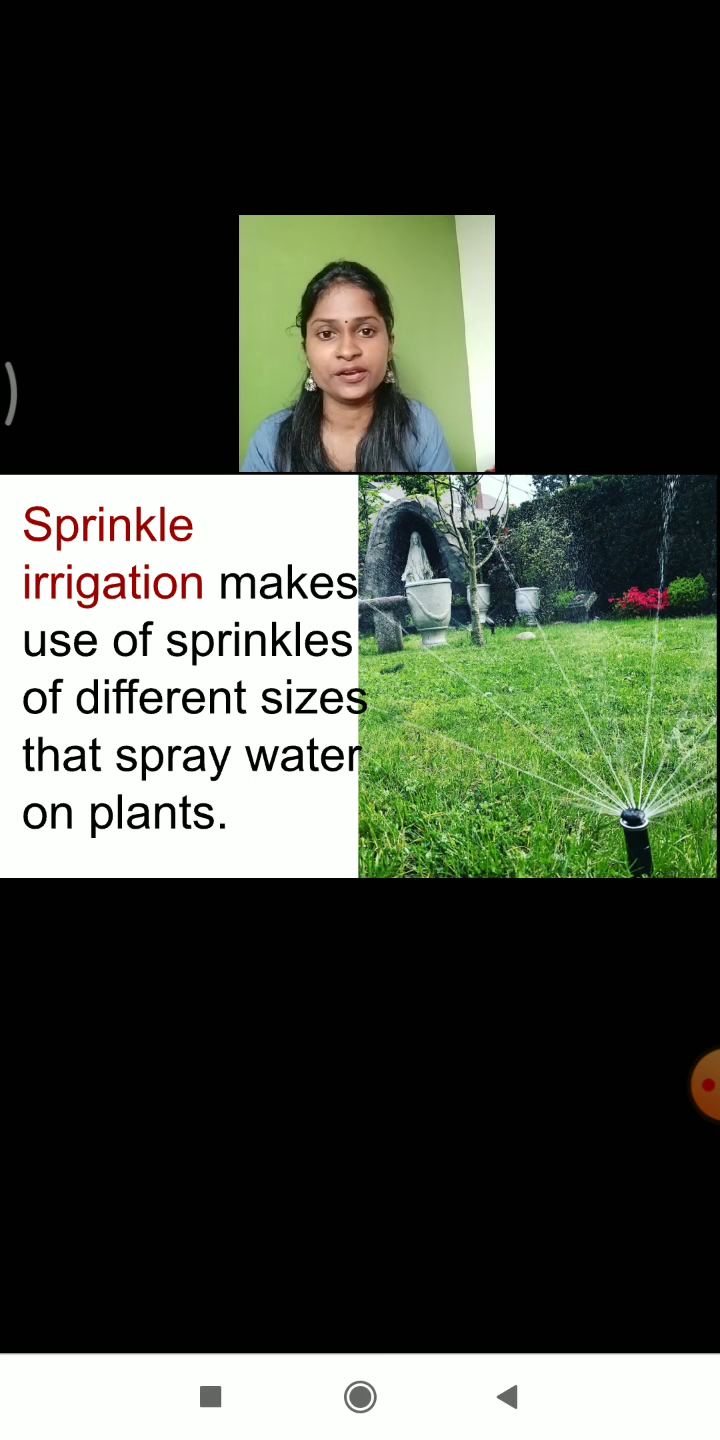 Sprinkle
irrigation makes
use of sprinkles
of different sizes
that spray water
on plants.